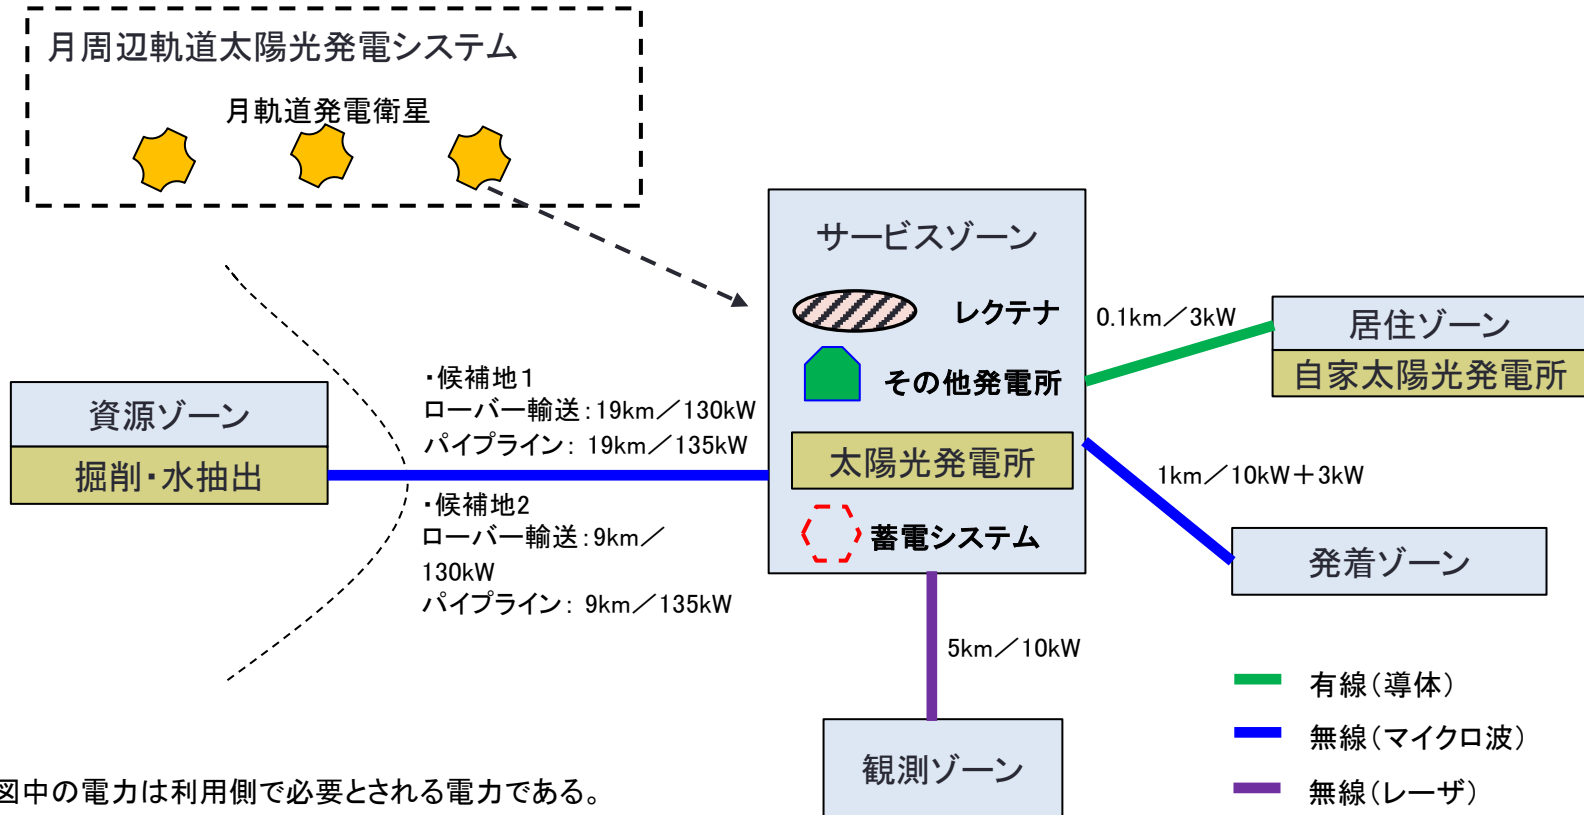 月周辺軌道太陽光発電システム
月軌道発電衛星
サービスゾーン
レクテナ
その他発電所
太陽光発電所
蓄電システム
0.1km／3kW
居住ゾーン
自家太陽光発電所
・候補地1
ローバー輸送：19km／130kW
パイプライン： 19km／135kW
資源ゾーン
掘削・水抽出
・候補地2
ローバー輸送：9km／
130kW
パイプライン： 9km／135kW
1km／10kW＋3kW
発着ゾーン
5km／10kW
観測ゾーン
有線（導体）
無線（マイクロ波）
無線（レーザ）
図中の電力は利用側で必要とされる電力である。